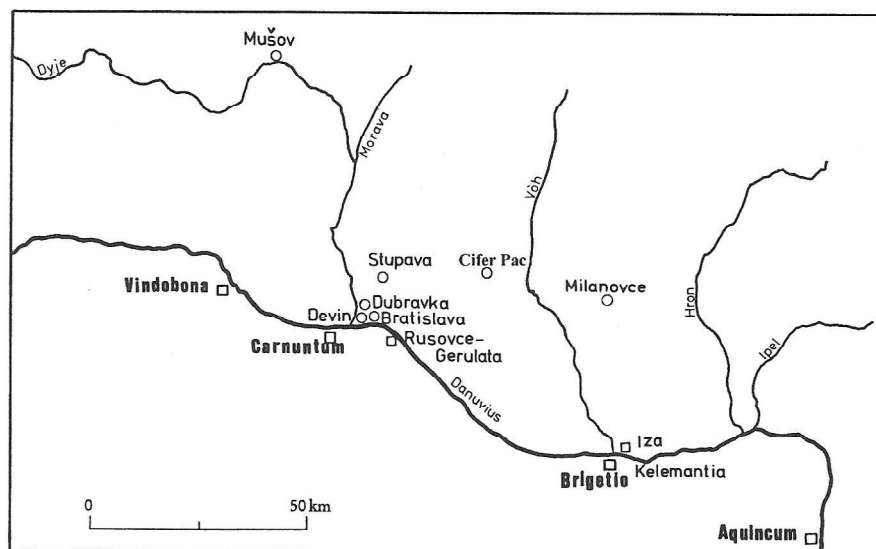 Mušov
Dyje
Morava
Vòh
Stupava
Cifer Pac
Milanovce
Hron
Ipel
Vindobona
Dubravka
Devin
Bratislava
Carnuntum
Rusovce-
Gerulata
Danuvius
Iza
Kelemantia
Brigetio
0
50 km
Aquincum